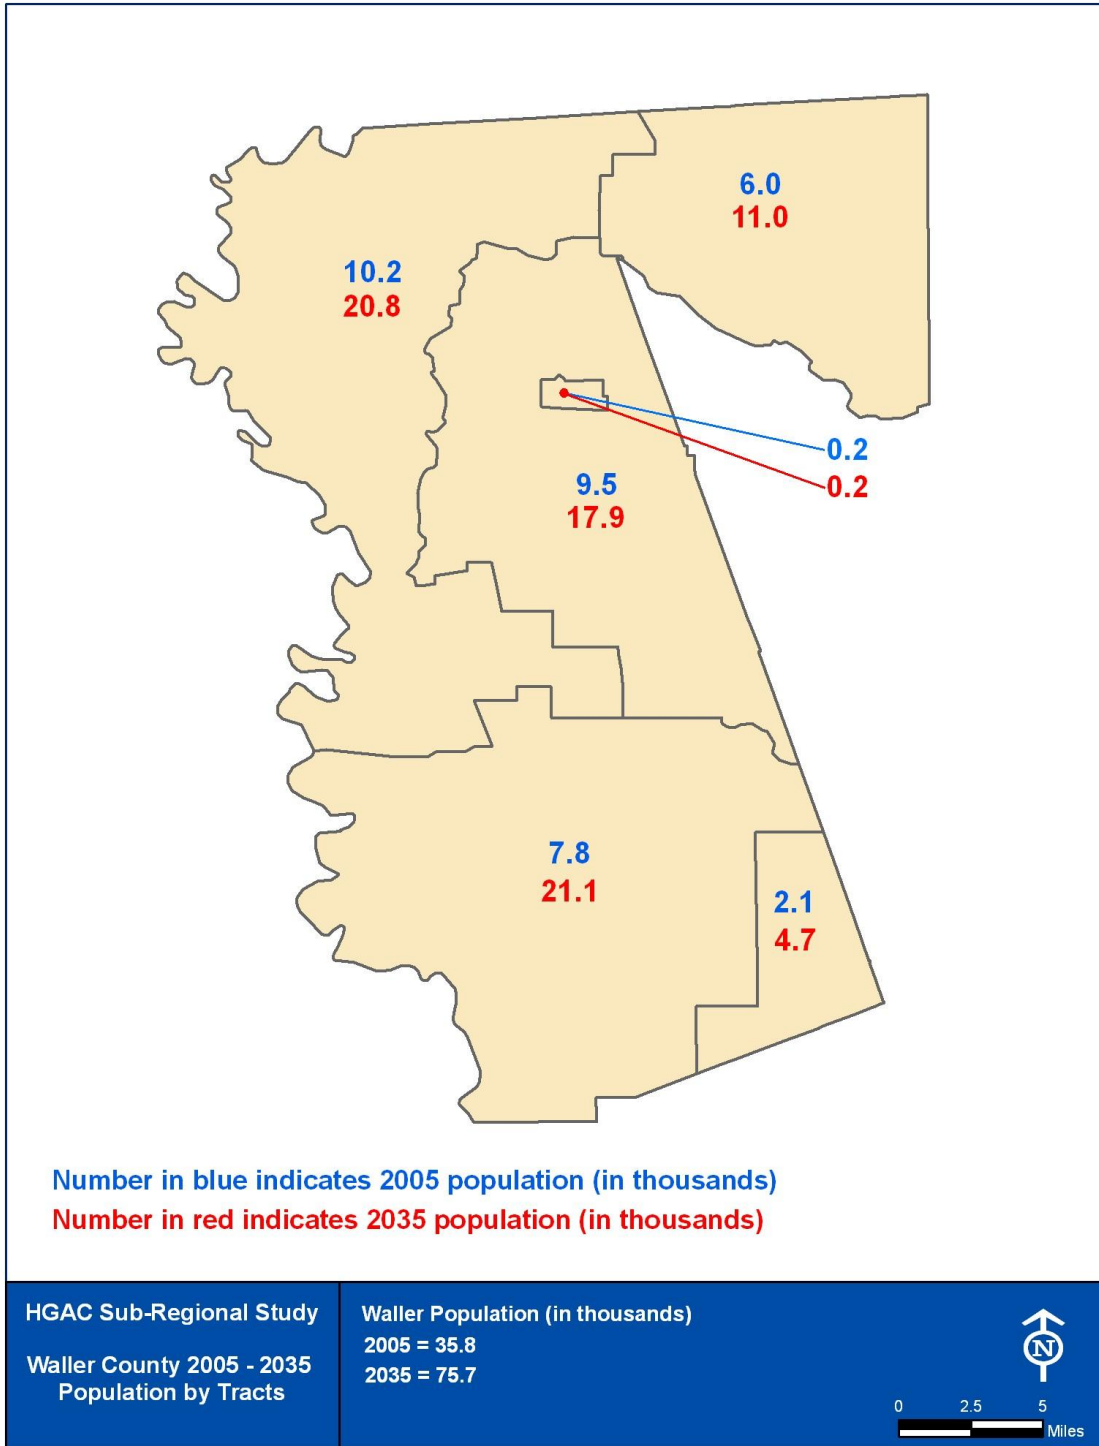 6.0
11.0
10.2
20.8
0.2
0.2
9.5
17.9
7.8
21.1
2.1
4.7
Number in blue indicates 2005 population (in thousands)
Number in red indicates 2035 population (in thousands)
HGAC Sub-Regional Study
Waller County 2005 - 2035
Population by Tracts
Waller Population (in thousands)
2005 = 35.8
2035 = 75.7
N
0 2.5 5
Miles